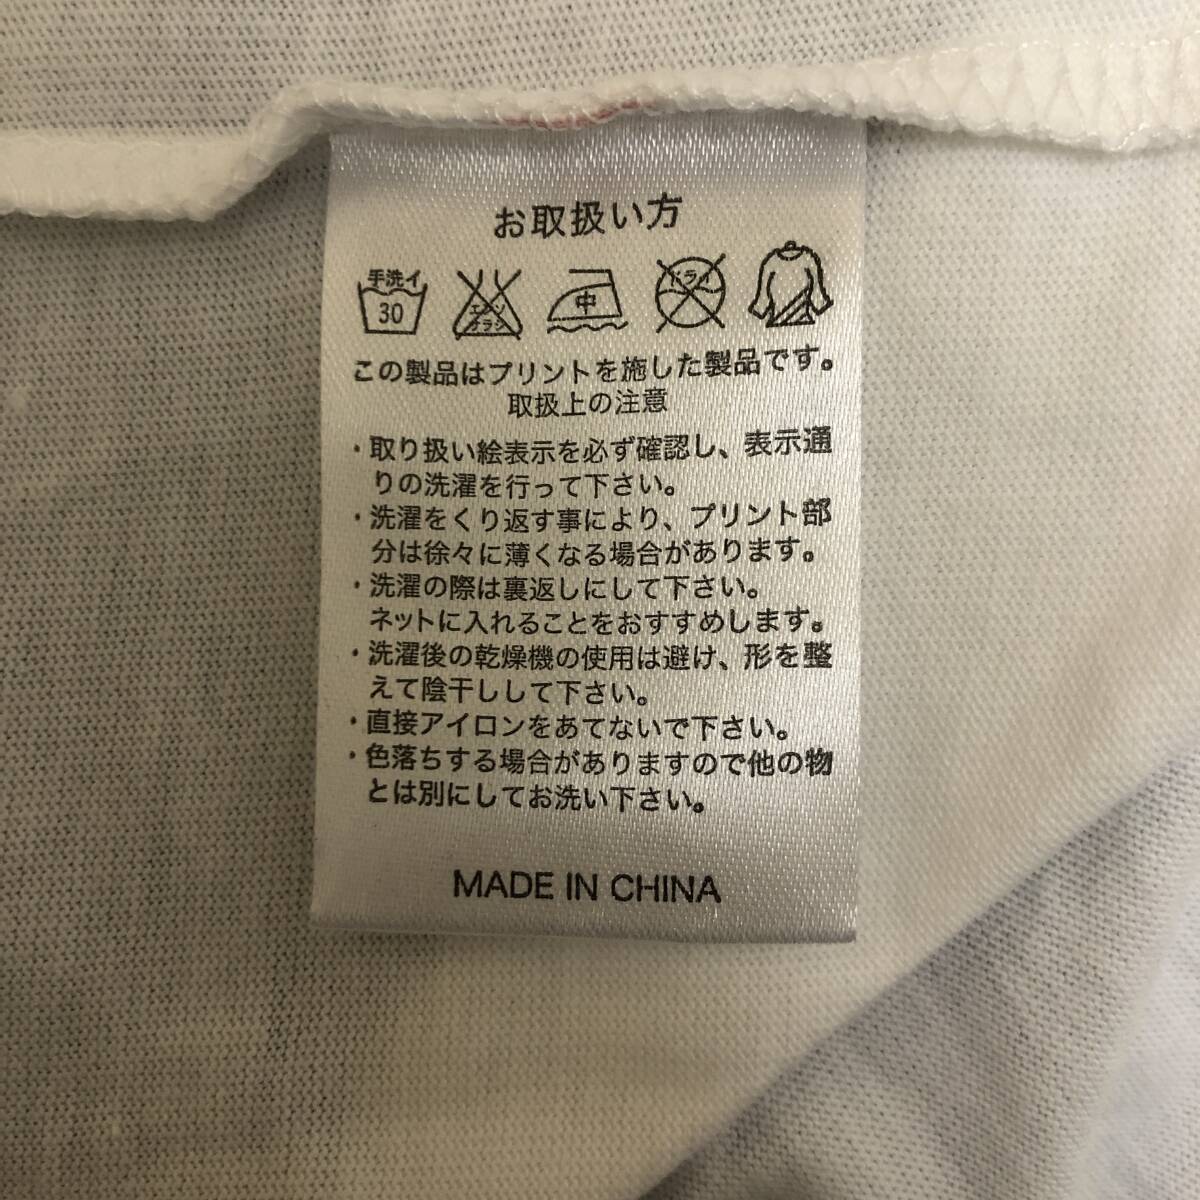 お取扱い方
手洗イ
30
エンソ
サラシ
中
ドライ
この製品はプリントを施した製品です。
取扱上の注意
・取り扱い絵表示を必ず確認し、表示通
りの洗濯を行って下さい。
・洗濯をくり返す事により、プリント部
分は徐々に薄くなる場合があります。
・洗濯の際は裏返しにして下さい。
ネットに入れることをおすすめします。
・洗濯後の乾燥機の使用は避け、形を整
えて陰干しして下さい。
・直接アイロンをあてないで下さい。
・色落ちする場合がありますので他の物
とは別にしてお洗い下さい。
MADE IN CHINA